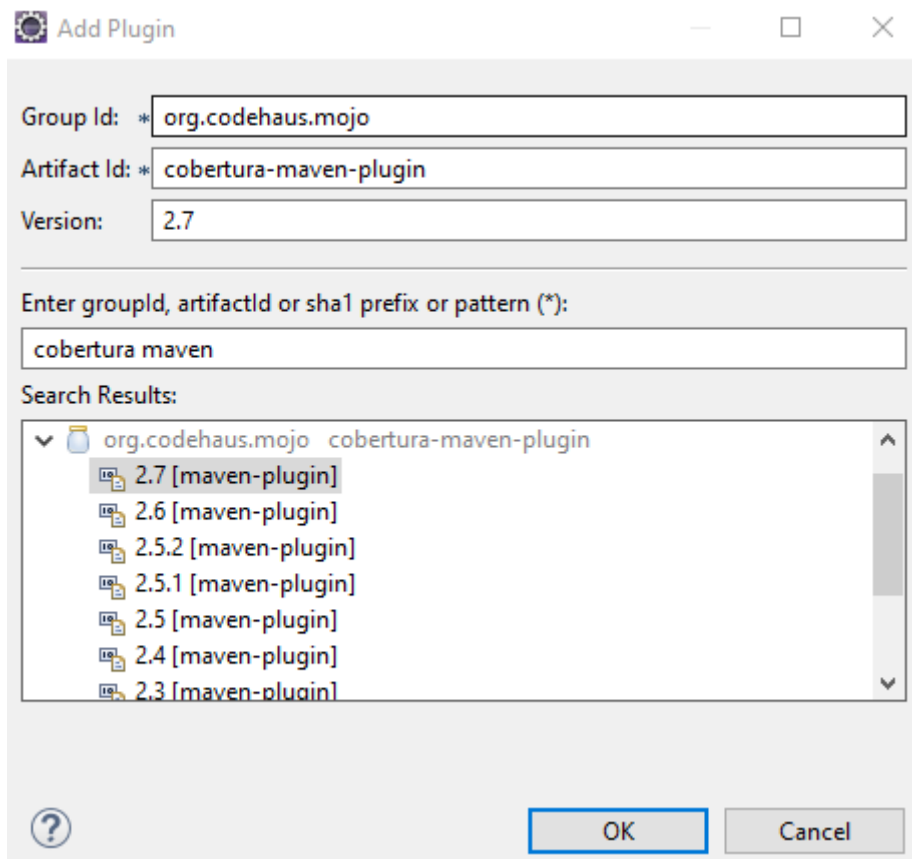 Add Plugin
Group Id: * org.codehaus.mojo
Artifact Id: * cobertura-maven-plugin
Version: 2.7
Enter groupId, artifactId or sha1 prefix or pattern (*):
cobertura maven
Search Results:
org.codehaus.mojo cobertura-maven-plugin
2.7 [maven-plugin]
2.6 [maven-plugin]
2.5.2 [maven-plugin]
2.5.1 [maven-plugin]
2.5 [maven-plugin]
2.4 [maven-plugin]
2.3 [maven-plugin]
OK Cancel